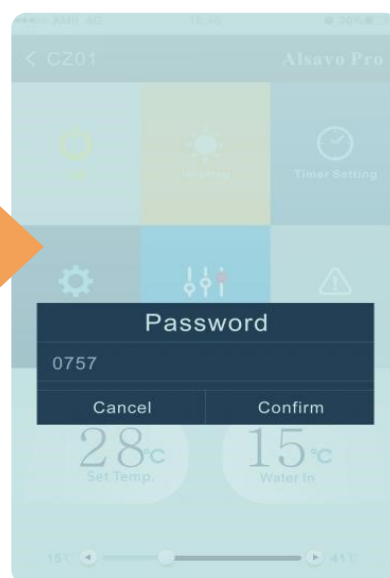 CZ01 Alsavo Pro
Timer Setting
Password
0757
Cancel Confirm
28°C 15°C
Set Temp. Water In
15℃ 41℃